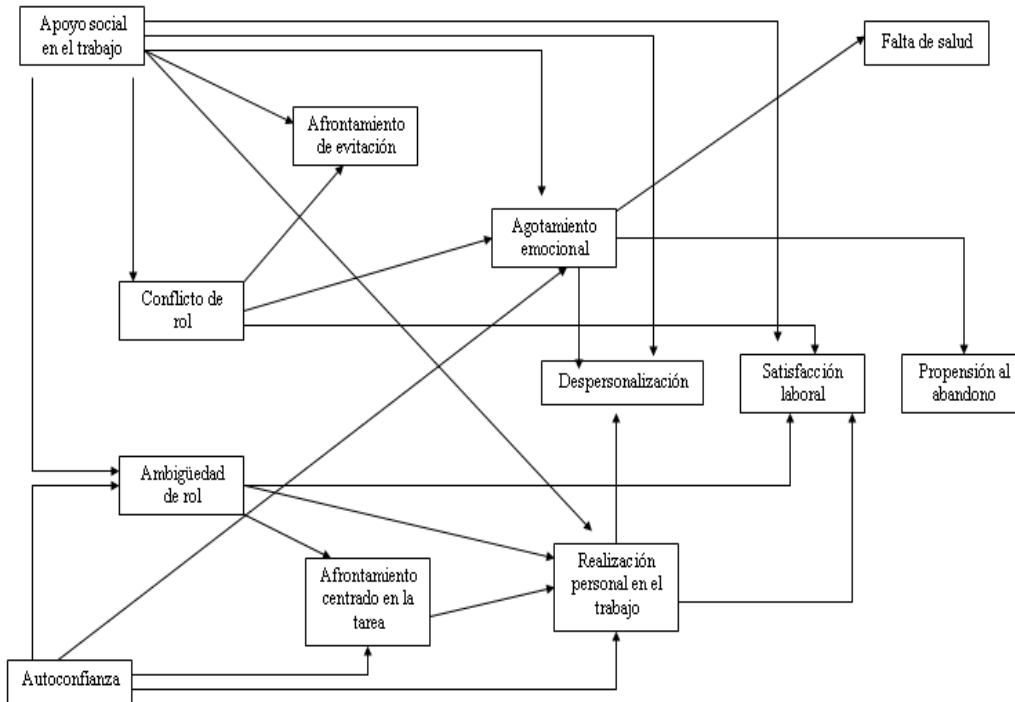 Apoyo social
en el trabajo
Falta de salud
Afrontamiento
de evitación
Agotamiento
emocional
Conflicto de
rol
Despersonalización
Satisfacción
laboral
Propensión al
abandono
Ambigüedad
de rol
Afrontamiento
centrado en la
tarea
Realización
personal en el
trabajo
Autoconfianza